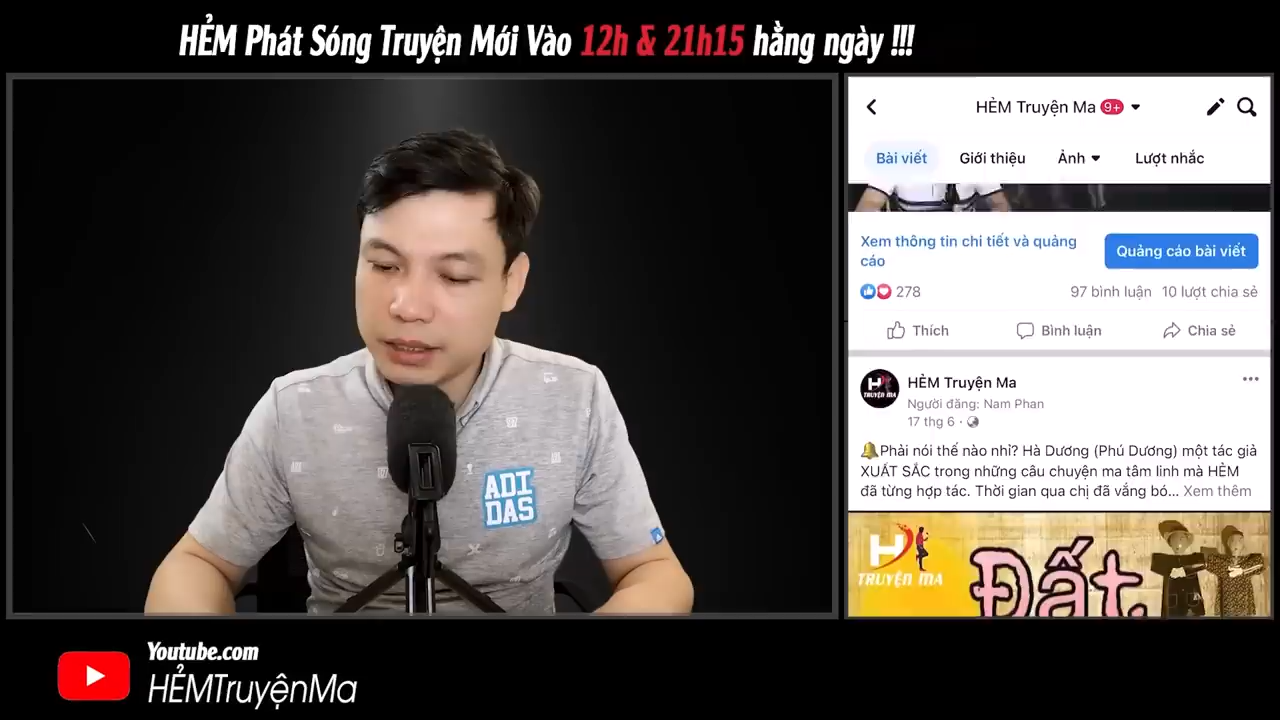 HẺM Phát Sóng Truyện Mới Vào 12h & 21h15 hằng ngày !!!
HẺM Truyện Ma 9+
Bài viết Giới thiệu Ảnh Lượt nhắc
Xem thông tin chi tiết và quảng cáo
Quảng cáo bài viết
278 97 bình luận 10 lượt chia sẻ
Thích Bình luận Chia sẻ
H
TRUYỆN MA
HẺM Truyện Ma
Người đăng: Nam Phan
17 thg 6 ·
Phải nói thế nào nhỉ? Hà Dương (Phú Dương) một tác giả
XUẤT SẮC trong những câu chuyện ma tâm linh mà HẺM
đã từng hợp tác. Thời gian qua chị đã vắng bó... Xem thêm
H
TRUYỆN MA
Đất
ADI
DAS
Youtube.com
HẺMTruyệnMa